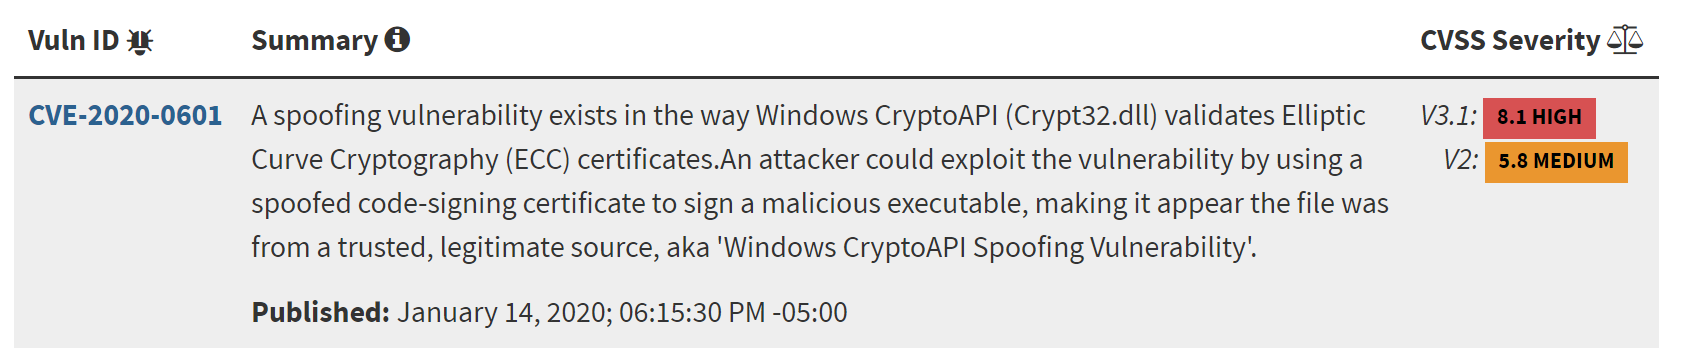 Vuln ID Summary CVSS Severity
CVE-2020-0601 A spoofing vulnerability exists in the way Windows CryptoAPI (Crypt32.dll) validates Elliptic V3.1: 8.1 HIGH
Curve Cryptography (ECC) certificates.An attacker could exploit the vulnerability by using a V2: 5.8 MEDIUM
spoofed code-signing certificate to sign a malicious executable, making it appear the file was
from a trusted, legitimate source, aka 'Windows CryptoAPI Spoofing Vulnerability'.
Published: January 14, 2020; 06:15:30 PM -05:00